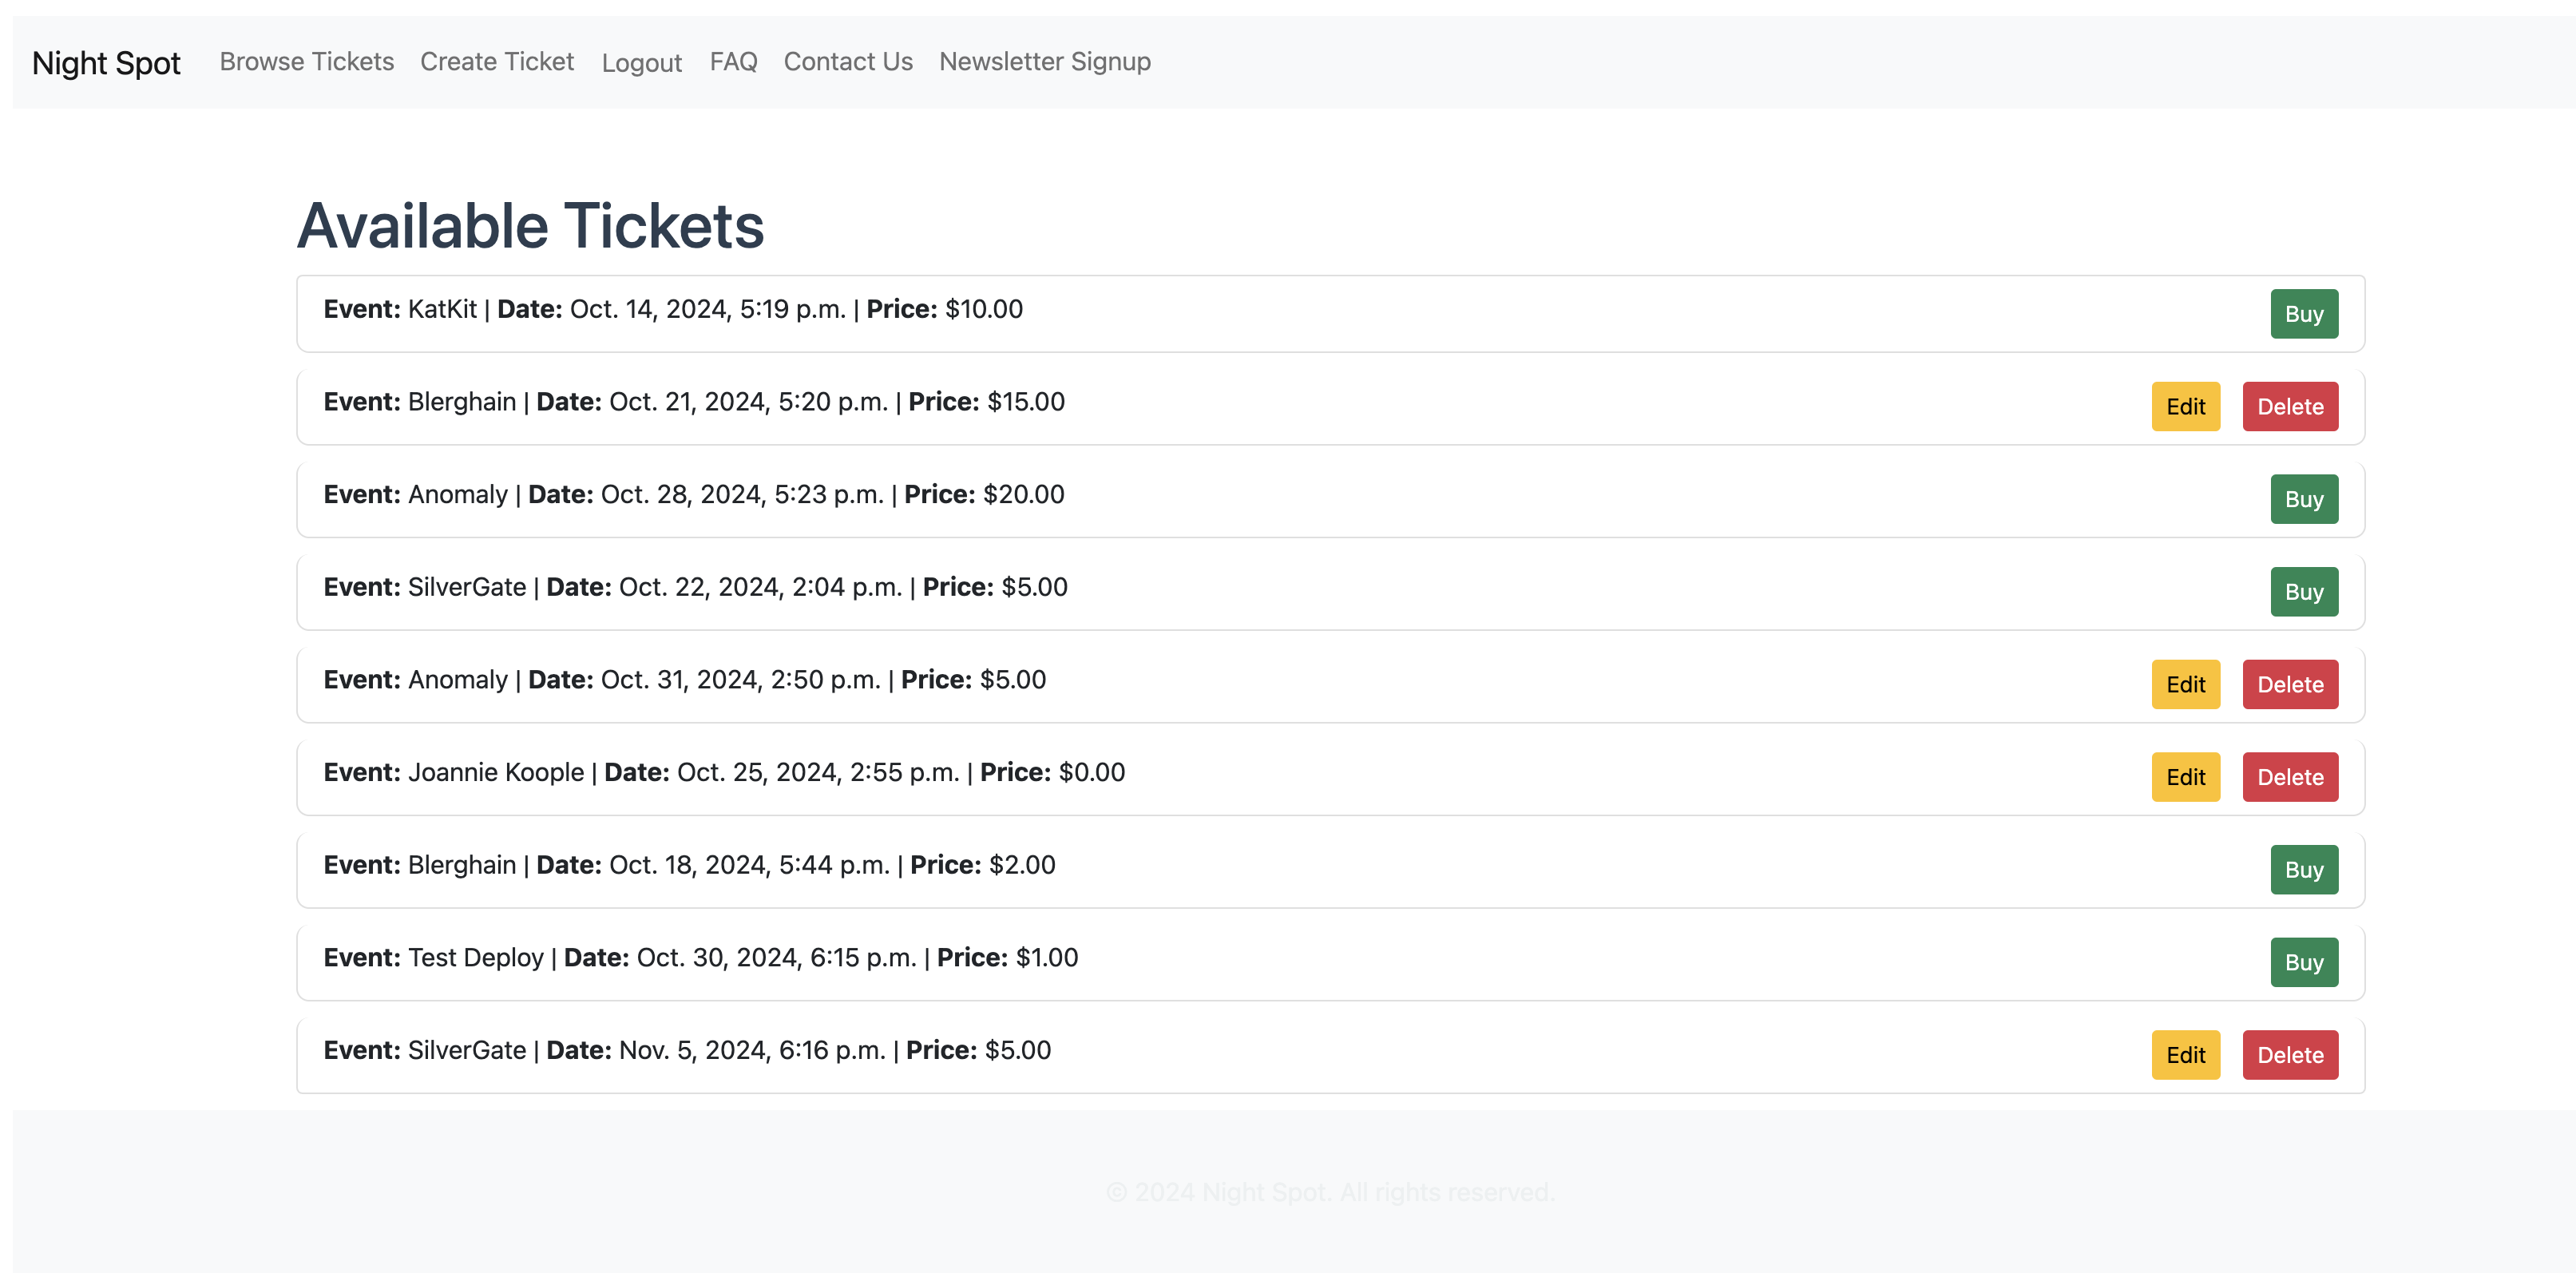 Night Spot Browse Tickets Create Ticket Logout FAQ Contact Us Newsletter Signup
Available Tickets
Event: KatKit | Date: Oct. 14, 2024, 5:19 p.m. | Price: $10.00 Buy
Event: Blerghain | Date: Oct. 21, 2024, 5:20 p.m. | Price: $15.00 Edit Delete
Event: Anomaly | Date: Oct. 28, 2024, 5:23 p.m. | Price: $20.00 Buy
Event: SilverGate | Date: Oct. 22, 2024, 2:04 p.m. | Price: $5.00 Buy
Event: Anomaly | Date: Oct. 31, 2024, 2:50 p.m. | Price: $5.00 Edit Delete
Event: Joannie Koople | Date: Oct. 25, 2024, 2:55 p.m. | Price: $0.00 Edit Delete
Event: Blerghain | Date: Oct. 18, 2024, 5:44 p.m. | Price: $2.00 Buy
Event: Test Deploy | Date: Oct. 30, 2024, 6:15 p.m. | Price: $1.00 Buy
Event: SilverGate | Date: Nov. 5, 2024, 6:16 p.m. | Price: $5.00 Edit Delete
© 2024 Night Spot. All rights reserved.